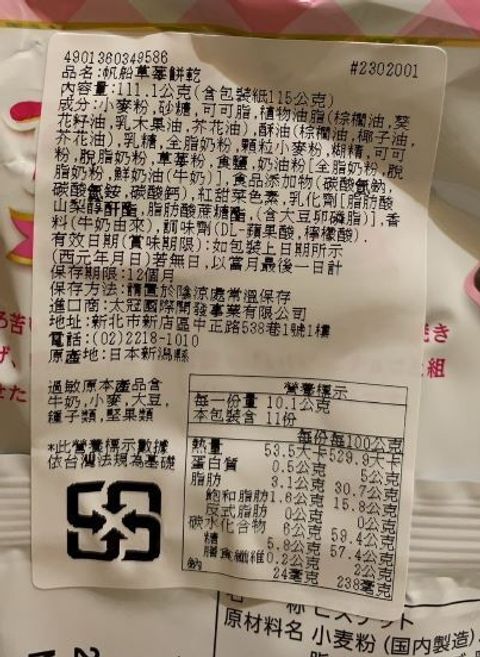 4901360349586
#2302001
品名:帆船草莓餅乾
內容量:111.1公克(含包裝紙115公克)
成分:小麥粉,砂糖,可可脂,植物油脂(棕櫚油,葵
花籽油,乳木果油,芥花油),酥油(棕櫚油,椰子油,
芥花油),乳糖,全脂奶粉,顆粒小麥粉,糊精,可可
粉,脫脂奶粉,草莓粉,食鹽,奶油粉[全脂奶粉,脫
脂奶粉,鮮奶油(牛奶)],食品添加物(碳酸氫鈉,
碳酸氫銨,碳酸鈣),紅甜菜色素,乳化劑[脂肪酸
山梨醇酐酯,脂肪酸蔗糖酯,(含大豆卵磷脂)],香
料(牛奶由來),調味劑(DL-蘋果酸,檸檬酸).
有效日期(賞味期限):如包裝上日期所示
(西元年月日)若無日,以當月最後一日計
保存期限:12個月
保存方法:請置於陰涼處常溫保存
進口商:太冠國際開發事業有限公司
地址:新北市新店區中正路538巷1號1樓
電話:(02)2218-1010
原產地:日本新潟縣
過敏原本產品含
牛奶,小麥,大豆,
種子類,堅果類
*此營養標示數據
依台灣法規為基礎
營養標示
每一份量 10.1公克
本包裝含 11份
每份 每100公克
熱量 53.5大卡 529.9大卡
蛋白質 0.5公克 5公克
脂肪 3.1公克 30.7公克
飽和脂肪 1.6公克 15.8公克
反式脂肪 0公克 0公克
碳水化合物 6公克 59.4公克
糖 5.8公克 57.4公克
膳食纖維 0.2公克 2公克
鈉 24毫克 238毫克
き
組
せた
名 称 ビスケット
原材料名 小麦粉(国内製造)、